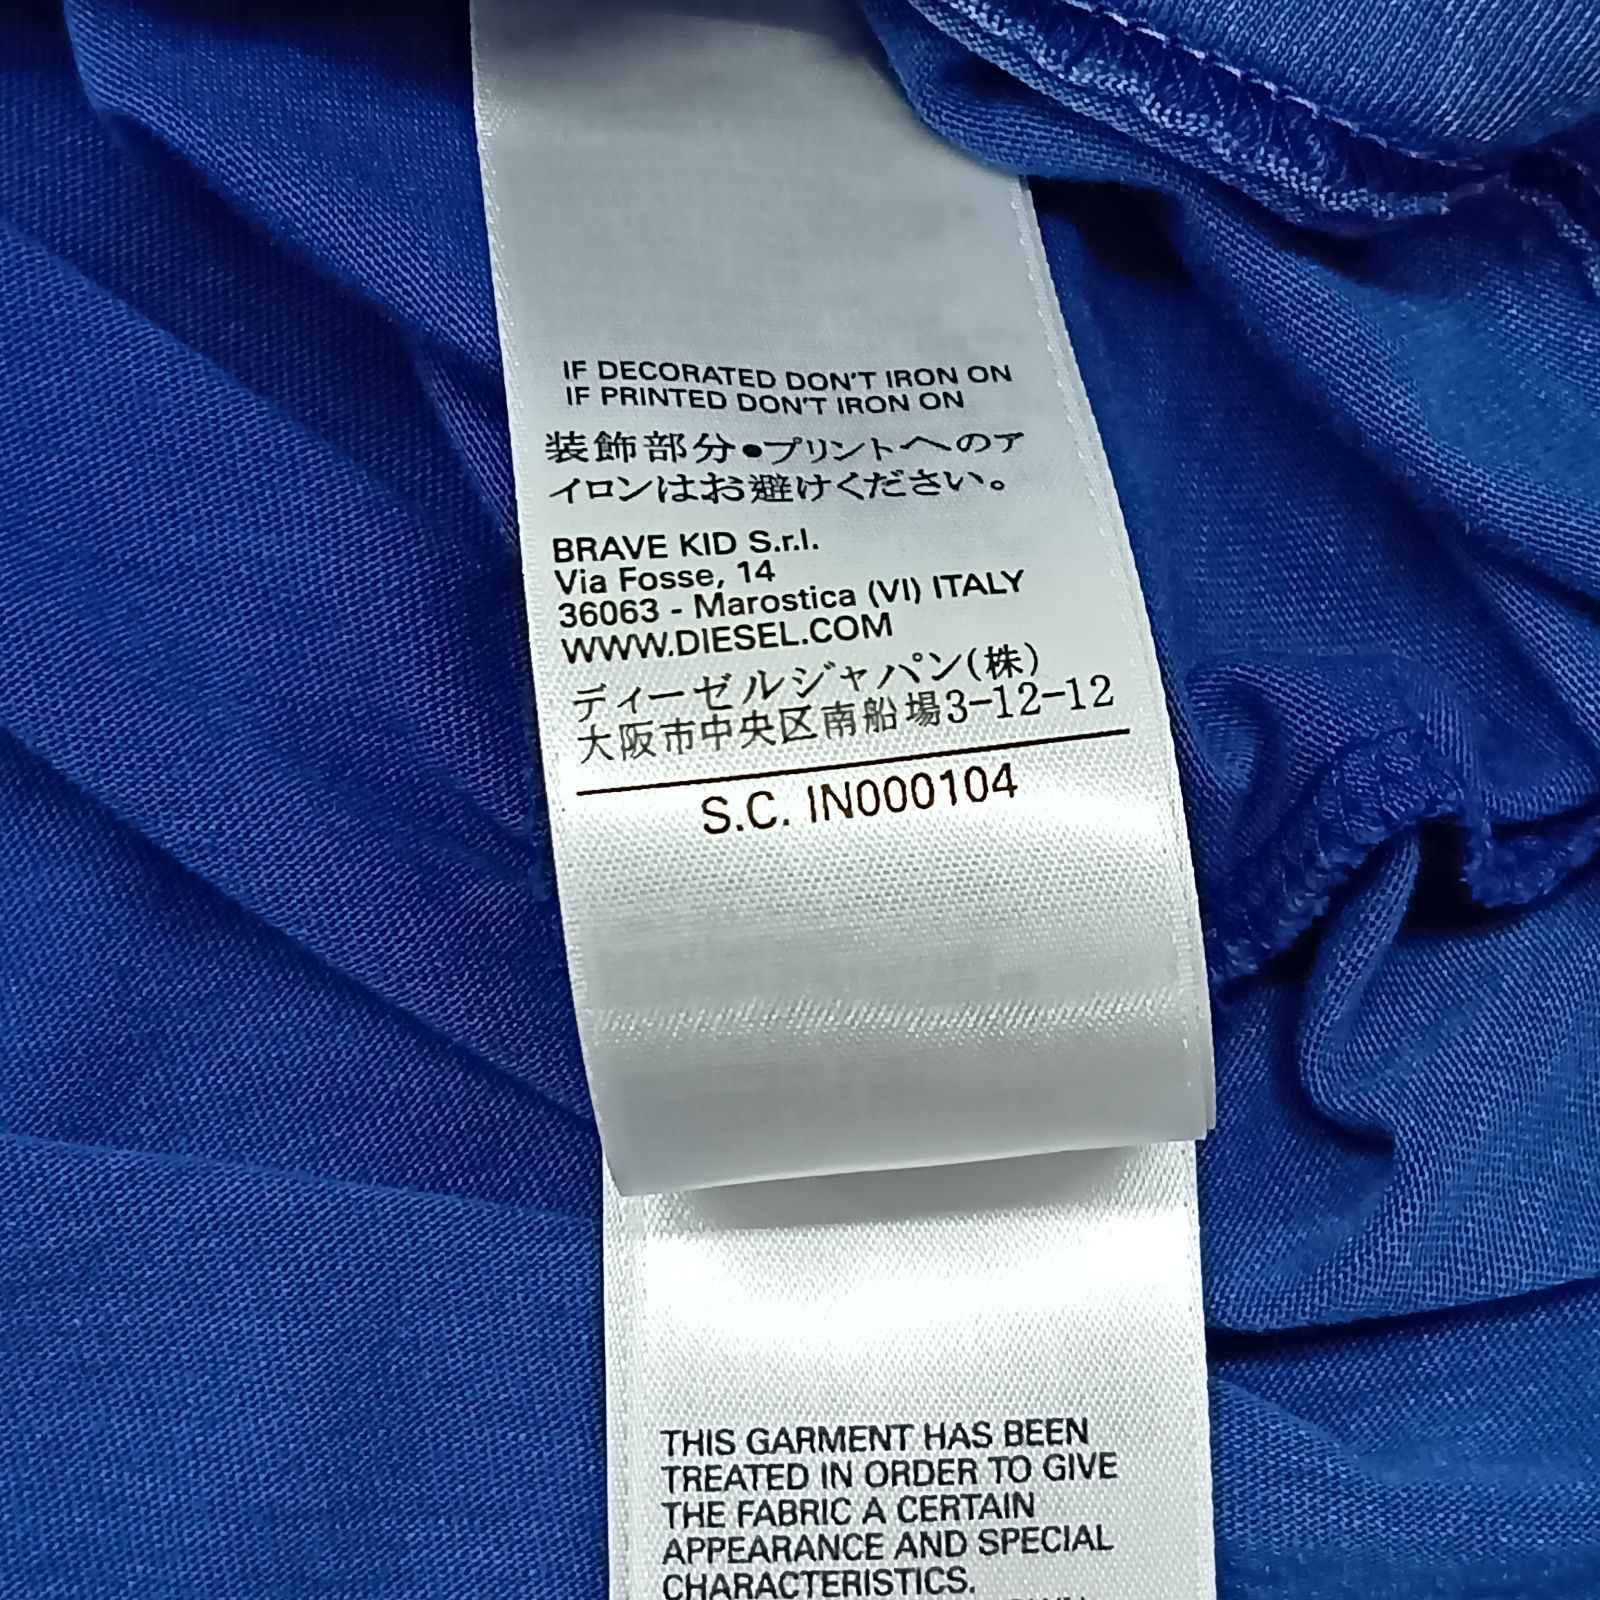 IF DECORATED DON'T IRON ON
IF PRINTED DON'T IRON ON
装飾部分●プリントへのア
イロンはお避けください。
BRAVE KID S.r.l.
Via Fosse, 14
36063 - Marostica (VI) ITALY
WWW.DIESEL.COM
ディーゼルジャパン(株)
大阪市中央区南船場3-12-12
S.C. IN000104
THIS GARMENT HAS BEEN
TREATED IN ORDER TO GIVE
THE FABRIC A CERTAIN
APPEARANCE AND SPECIAL
CHARACTERISTICS.